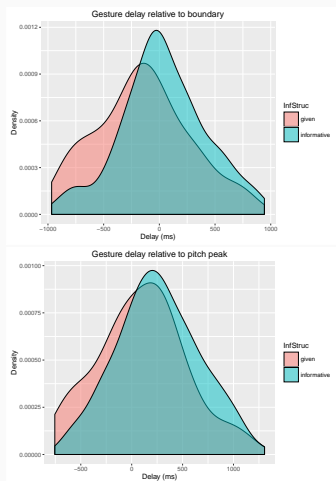 Gesture delay relative to boundary
0.0012
0.0009
0.0006
0.0003
0.0000
Density
−1000 −500 0 500 1000
Delay (ms)
InfStruc
given
informative
Gesture delay relative to pitch peak
0.00100
0.00075
0.00050
0.00025
0.00000
Density
−500 0 500 1000
Delay (ms)
InfStruc
given
informative